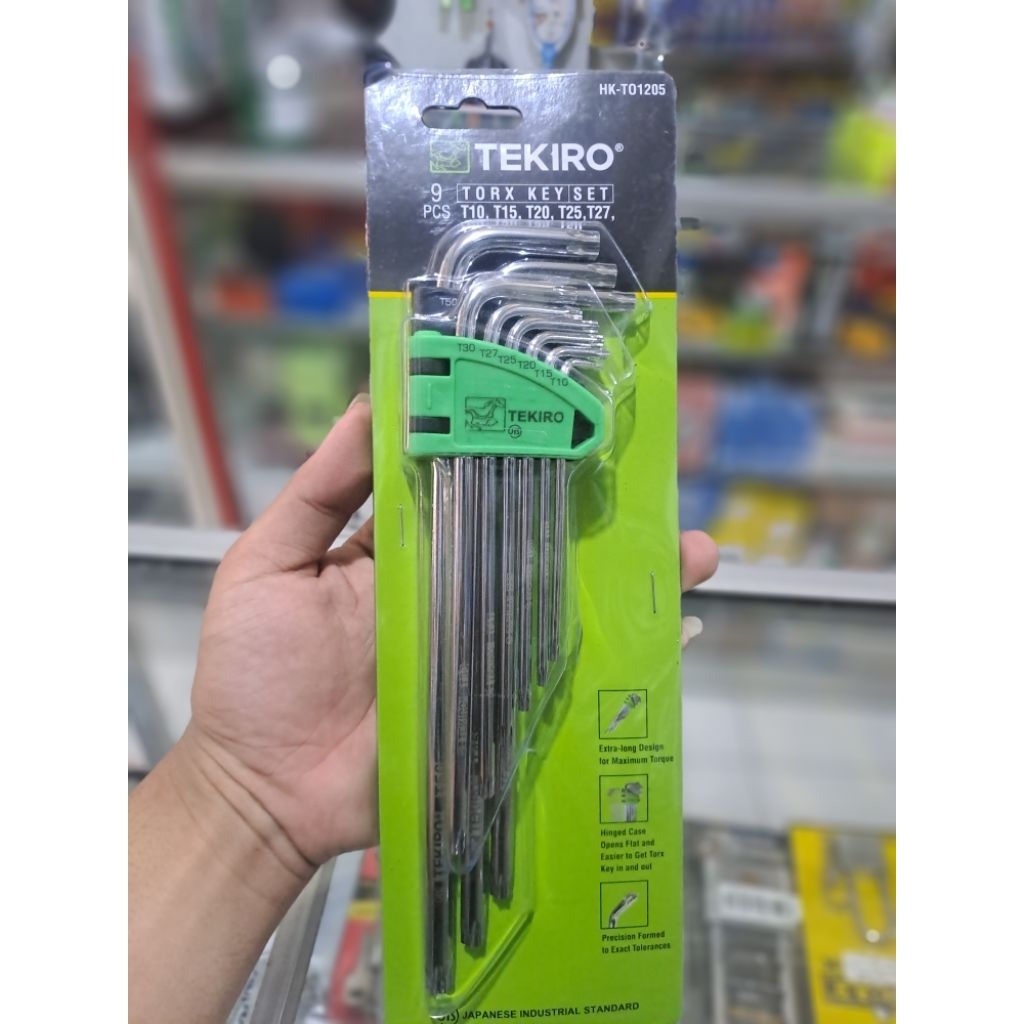 HK-TO1205
TEKIRO®
9 PCS
TORX KEY SET
T10, T15, T20, T25, T27,
T50
T30 T27 T25 T20 T15 T10
TEKIRO
JIS
Extra-long Design
for Maximum Torque
Hinged Case
Opens Flat and
Easier to Get Torx
Key in and out
Precision Formed
to Exact Tolerances
JIS JAPANESE INDUSTRIAL STANDARD